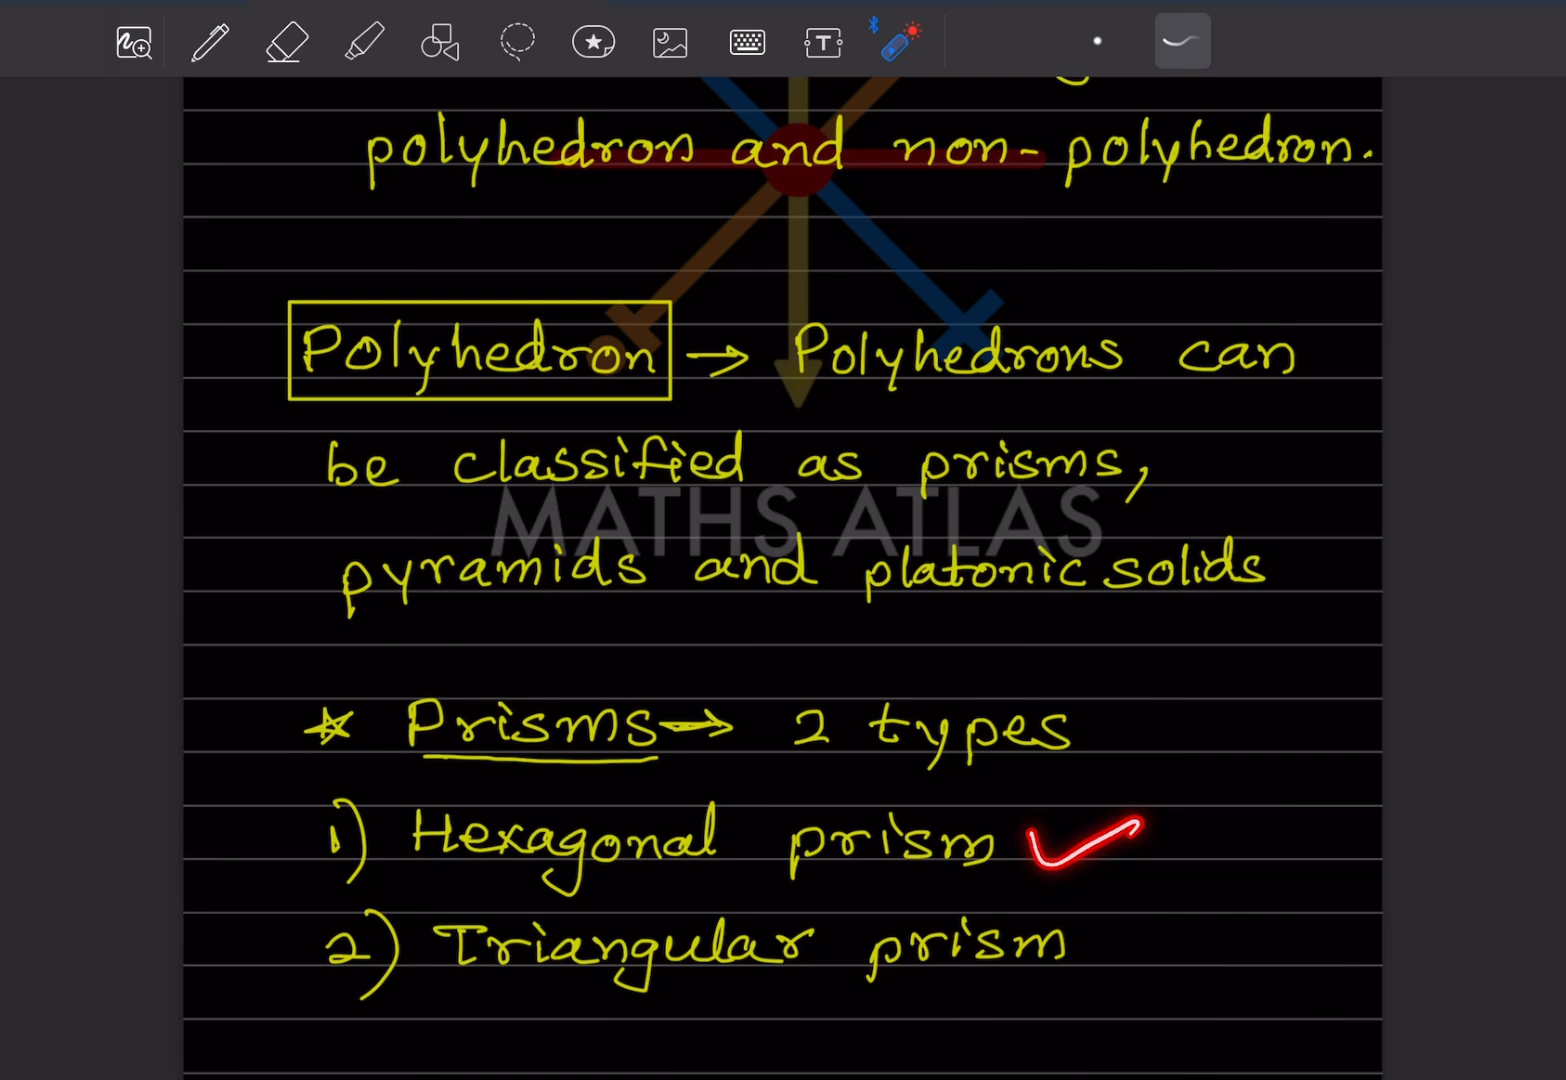 polyhedron and non-polyhedron.
Polyhedron → Polyhedrons can
be classified as prisms,
MATHS ATLAS
pyramids and platonic solids
* Prisms → 2 types
1) Hexagonal prism ✓
2) Triangular prism